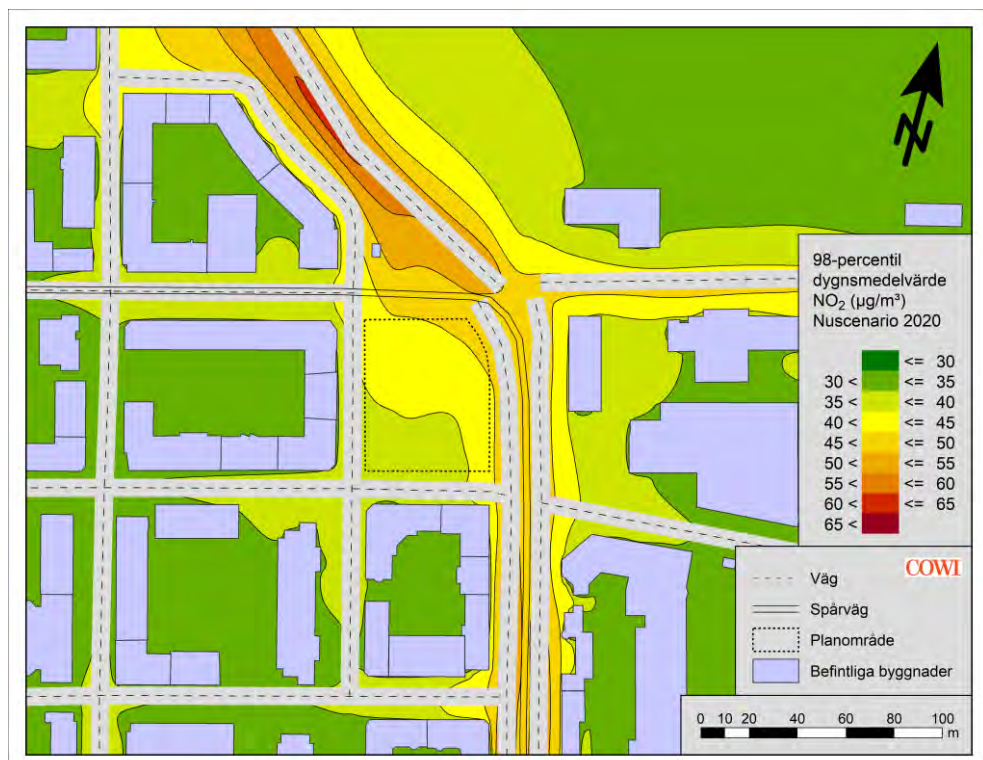 N
98-percentil
dygnsmedelvärde
NO₂ (µg/m³)
Nuscenario 2020
<= 30
30 < <= 35
35 < <= 40
40 < <= 45
45 < <= 50
50 < <= 55
55 < <= 60
60 < <= 65
65 <
COWI
Väg
Spårväg
Planområde
Befintliga byggnader
0 10 20 40 60 80 100
m